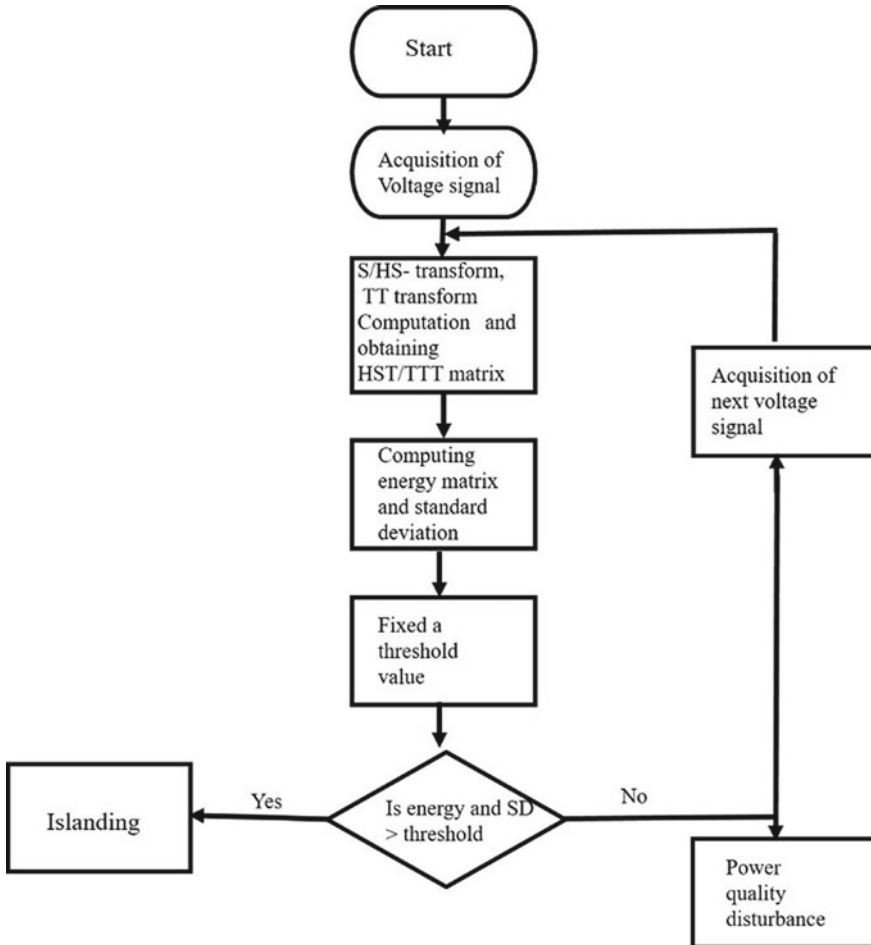 Start
Acquisition of
Voltage signal
S/HS- transform,
TT transform
Computation and
obtaining
HST/TTT matrix
Acquisition of
next voltage
signal
Computing
energy matrix
and standard
deviation
Fixed a
threshold
value
Is energy and SD
> threshold
Yes
No
Islanding
Power
quality
disturbance